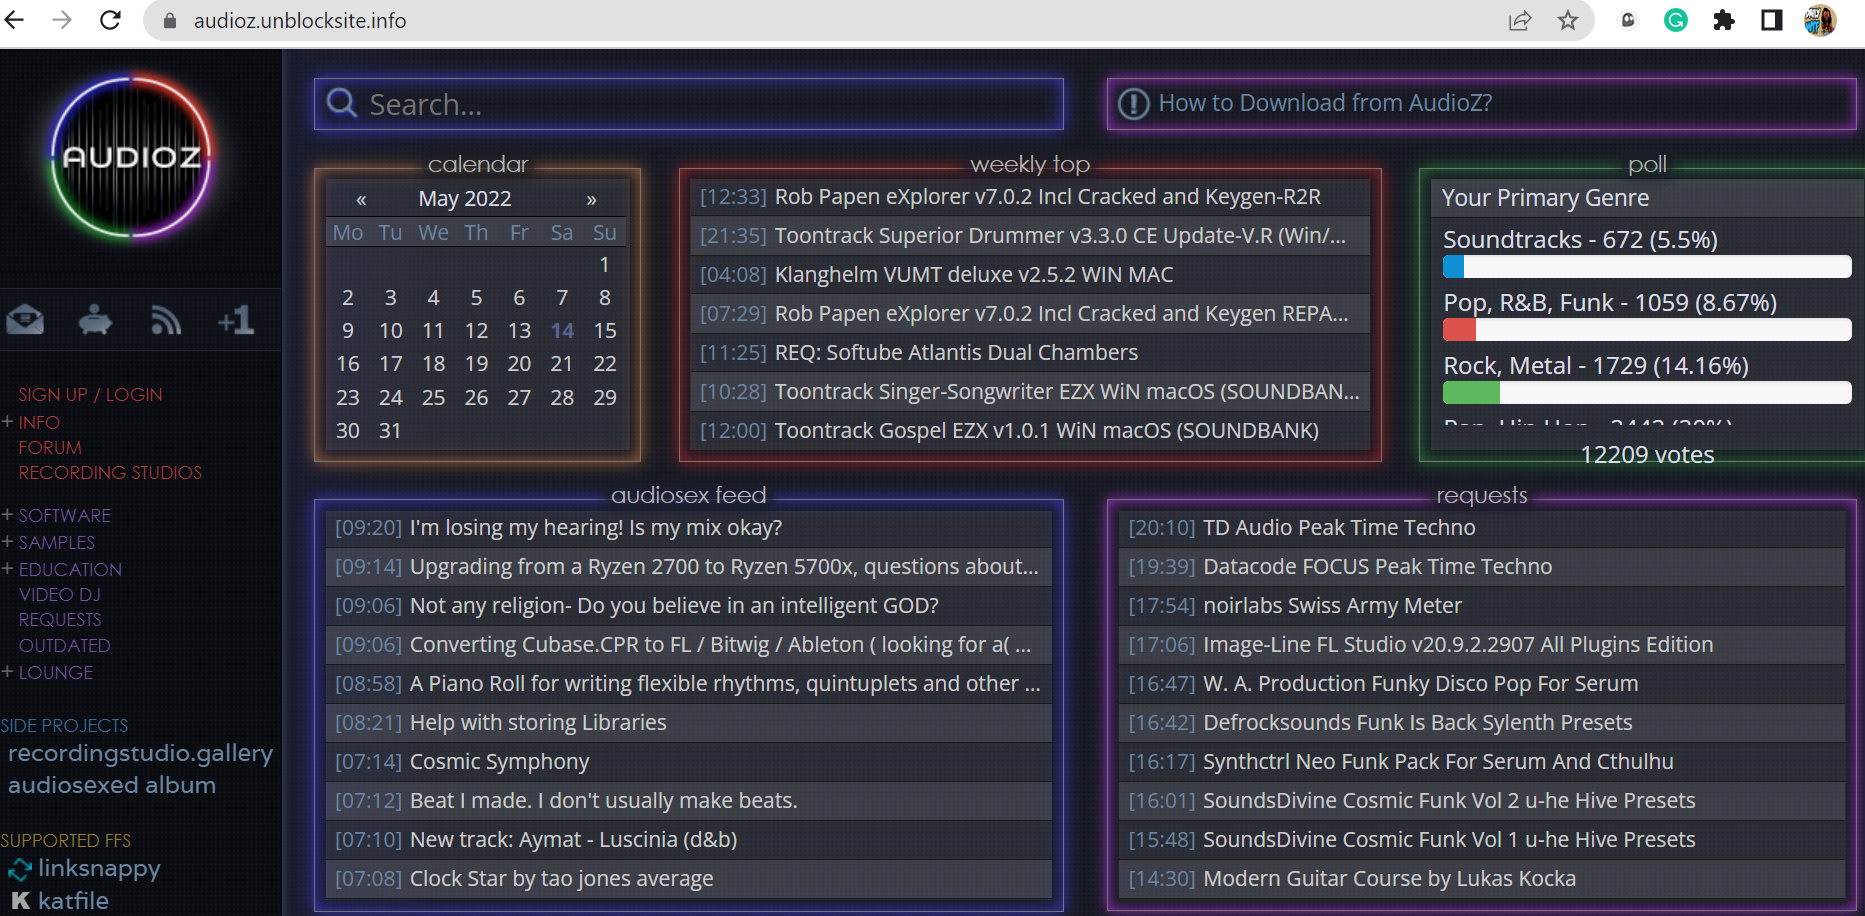 audioz.unblocksite.info
AUDIOZ
Search...
How to Download from AudioZ?
calendar
« May 2022 »
Mo Tu We Th Fr Sa Su
1
2 3 4 5 6 7 8
9 10 11 12 13 14 15
16 17 18 19 20 21 22
23 24 25 26 27 28 29
30 31
weekly top
[12:33] Rob Papen eXplorer v7.0.2 Incl Cracked and Keygen-R2R
[21:35] Toontrack Superior Drummer v3.3.0 CE Update-V.R (Win/...
[04:08] Klanghelm VUMT deluxe v2.5.2 WIN MAC
[07:29] Rob Papen eXplorer v7.0.2 Incl Cracked and Keygen REPA...
[11:25] REQ: Softube Atlantis Dual Chambers
[10:28] Toontrack Singer-Songwriter EZX WiN macOS (SOUNDBAN...
[12:00] Toontrack Gospel EZX v1.0.1 WiN macOS (SOUNDBANK)
poll
Your Primary Genre
Soundtracks - 672 (5.5%)
Pop, R&B, Funk - 1059 (8.67%)
Rock, Metal - 1729 (14.16%)
12209 votes
+1
SIGN UP / LOGIN
+ INFO
FORUM
RECORDING STUDIOS
+ SOFTWARE
+ SAMPLES
+ EDUCATION
VIDEO DJ
REQUESTS
OUTDATED
+ LOUNGE
SIDE PROJECTS
recordingstudio.gallery
audiosexed album
SUPPORTED FFS
linksnappy
K katfile
audiosex feed
[09:20] I'm losing my hearing! Is my mix okay?
[09:14] Upgrading from a Ryzen 2700 to Ryzen 5700x, questions about...
[09:06] Not any religion- Do you believe in an intelligent GOD?
[09:06] Converting Cubase.CPR to FL / Bitwig / Ableton ( looking for a( ...
[08:58] A Piano Roll for writing flexible rhythms, quintuplets and other ...
[08:21] Help with storing Libraries
[07:14] Cosmic Symphony
[07:12] Beat I made. I don't usually make beats.
[07:10] New track: Aymat - Luscinia (d&b)
[07:08] Clock Star by tao jones average
requests
[20:10] TD Audio Peak Time Techno
[19:39] Datacode FOCUS Peak Time Techno
[17:54] noirlabs Swiss Army Meter
[17:06] Image-Line FL Studio v20.9.2.2907 All Plugins Edition
[16:47] W. A. Production Funky Disco Pop For Serum
[16:42] Defrocksounds Funk Is Back Sylenth Presets
[16:17] Synthctrl Neo Funk Pack For Serum And Cthulhu
[16:01] SoundsDivine Cosmic Funk Vol 2 u-he Hive Presets
[15:48] SoundsDivine Cosmic Funk Vol 1 u-he Hive Presets
[14:30] Modern Guitar Course by Lukas Kocka